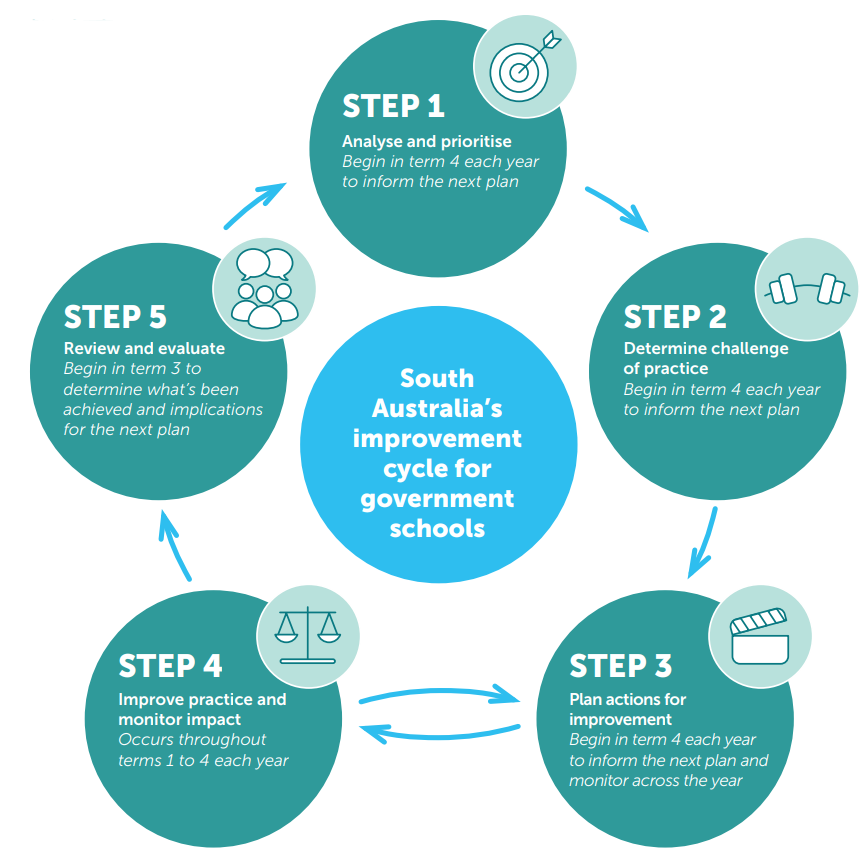 STEP 1
Analyse and prioritise
Begin in term 4 each year
to inform the next plan
STEP 2
Determine challenge
of practice
Begin in term 4 each year
to inform the next plan
STEP 3
Plan actions for
improvement
Begin in term 4 each year
to inform the next plan and
monitor across the year
STEP 4
Improve practice and
monitor impact
Occurs throughout
terms 1 to 4 each year
STEP 5
Review and evaluate
Begin in term 3 to
determine what’s been
achieved and implications
for the next plan
South
Australia’s
improvement
cycle for
government
schools